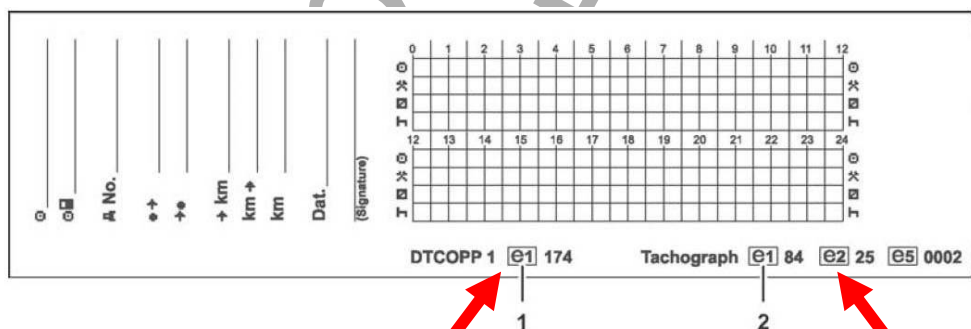 0 1 2 3 4 5 6 7 8 9 10 11 12
12 13 14 15 16 17 18 19 20 21 22 23 24
No.
km
km
km
Dat.
(Signature)
DTCOPP 1 e1 174 Tachograph e1 84 e2 25 e5 0002
1 2